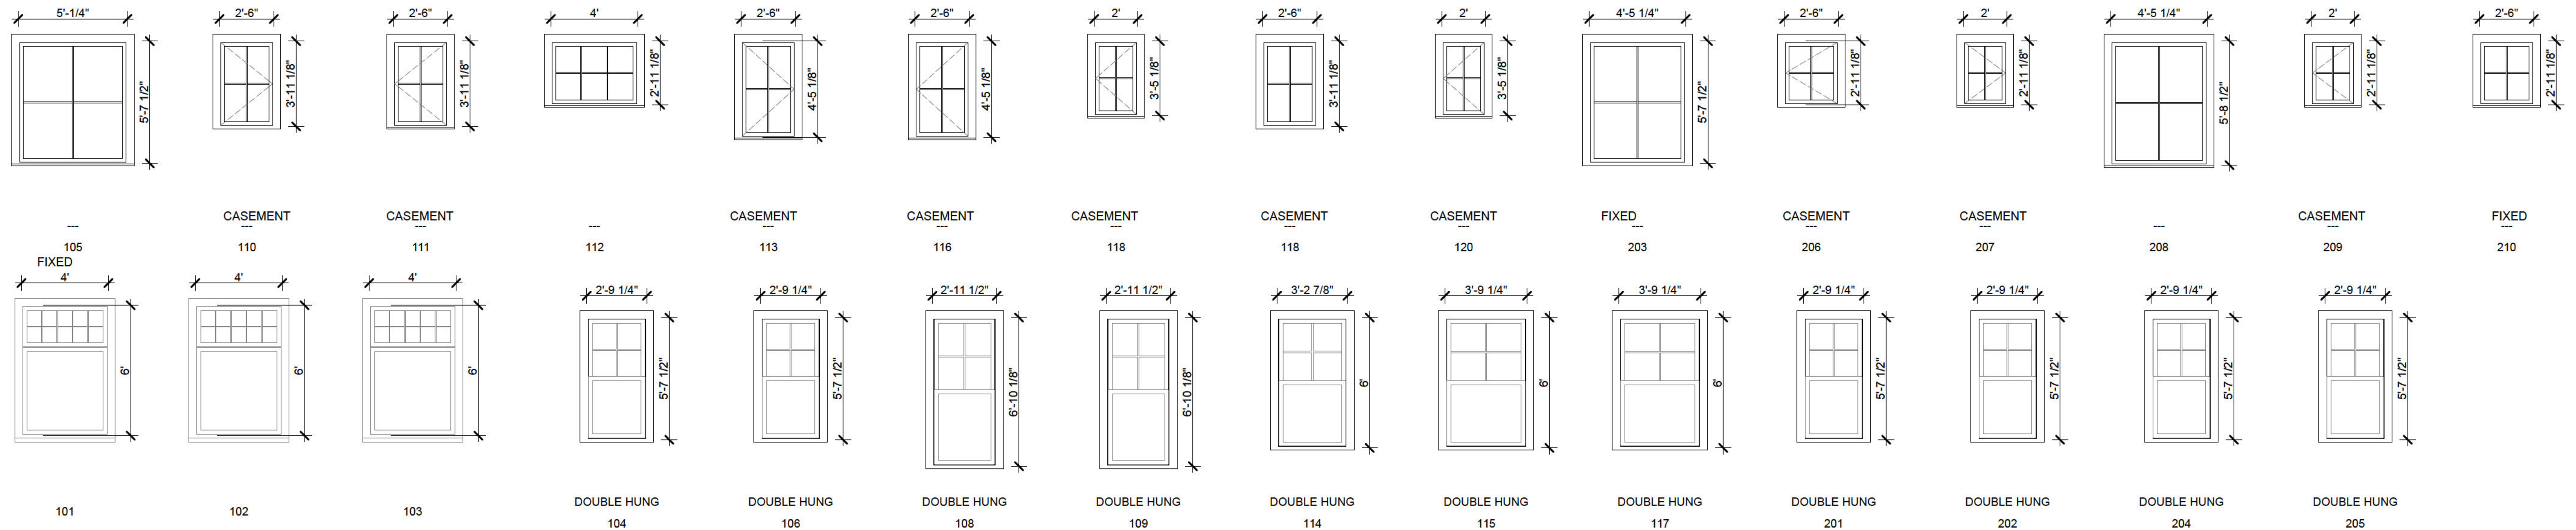 5'-1/4" 2'-6" 2'-6" 4' 2'-6" 2'-6" 2' 2'-6" 2' 4'-5 1/4" 2'-6" 2' 4'-5 1/4" 2' 2'-6"
5'-7 1/2" 3'-11 1/8" 3'-11 1/8" 2'-11 1/8" 4'-5 1/8" 4'-5 1/8" 3'-5 1/8" 3'-11 1/8" 3'-5 1/8" 5'-7 1/2" 2'-11 1/8" 2'-11 1/8" 5'-8 1/2" 2'-11 1/8" 2'-11 1/8"
CASEMENT CASEMENT CASEMENT CASEMENT CASEMENT CASEMENT CASEMENT FIXED CASEMENT CASEMENT CASEMENT FIXED
--- --- --- --- --- --- --- --- --- --- --- --- --- --- ---
105 110 111 112 113 116 118 118 120 203 206 207 208 209 210
FIXED
4' 4' 4' 2'-9 1/4" 2'-9 1/4" 2'-11 1/2" 2'-11 1/2" 3'-2 7/8" 3'-9 1/4" 3'-9 1/4" 2'-9 1/4" 2'-9 1/4" 2'-9 1/4" 2'-9 1/4"
6' 6' 6' 5'-7 1/2" 5'-7 1/2" 6'-10 1/8" 6'-10 1/8" 6' 6' 6' 5'-7 1/2" 5'-7 1/2" 5'-7 1/2" 5'-7 1/2"
DOUBLE HUNG DOUBLE HUNG DOUBLE HUNG DOUBLE HUNG DOUBLE HUNG DOUBLE HUNG DOUBLE HUNG DOUBLE HUNG DOUBLE HUNG DOUBLE HUNG DOUBLE HUNG
101 102 103 104 106 108 109 114 115 117 201 202 204 205